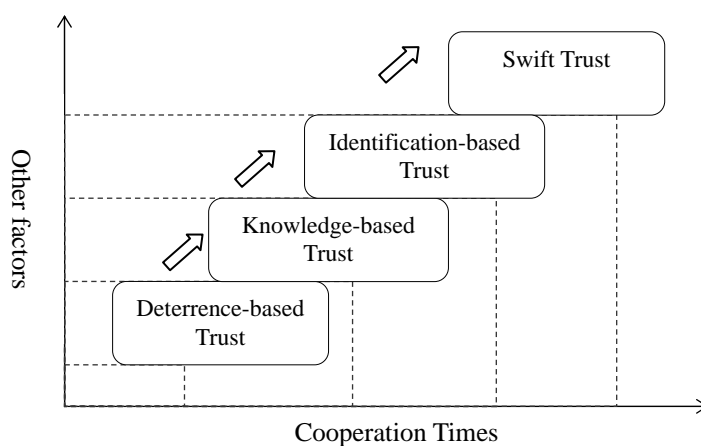 Swift Trust
Identification-based
Trust
Knowledge-based
Trust
Deterrence-based
Trust
Other factors
Cooperation Times